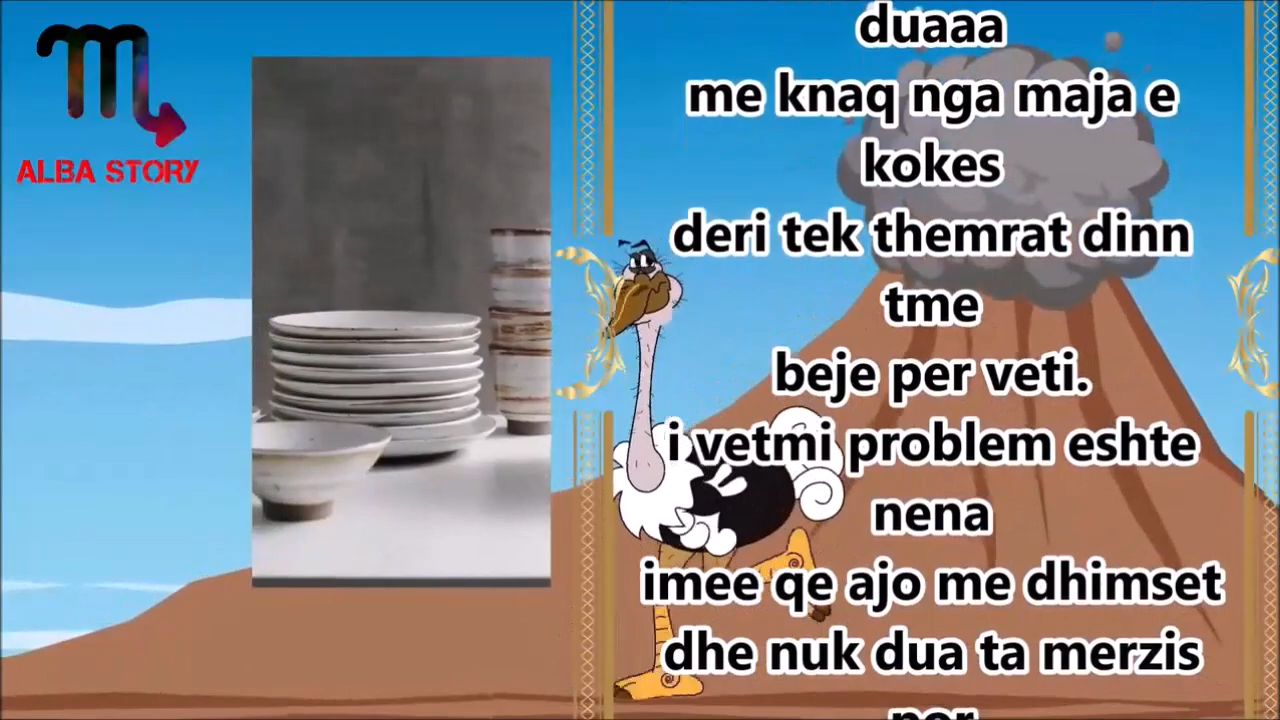 ALBA STORY
duaaa
me knaq nga maja e
kokes
deri tek themrat dinn
tme
beje per veti.
i vetmi problem eshte
nena
imee qe ajo me dhimset
dhe nuk dua ta merzis
por